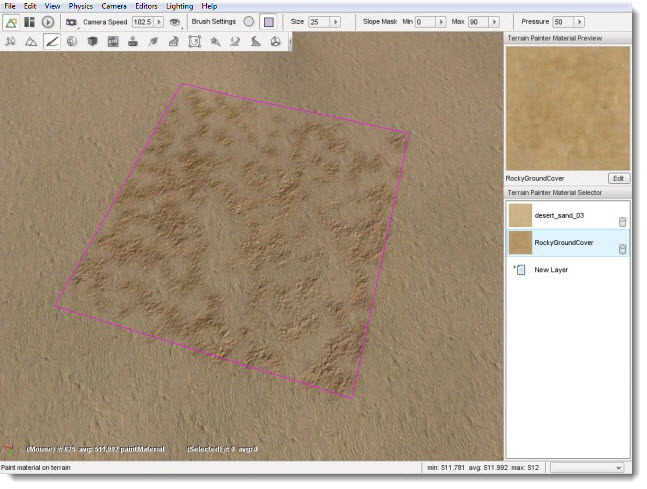 File Edit View Physics Camera Editors Lighting Help
Camera Speed 102.5 Brush Settings Size 25 Slope Mask Min 0 Max 90 Pressure 50
Terrain Painter Material Preview
RockyGroundCover Edit
Terrain Painter Material Selector
desert_sand_03
RockyGroundCover
New Layer
(Mouse) #: 625 avg: 511.992 paintMaterial (Selected) #: 0 avg: 0
Paint material on terrain min: 511.781 avg: 511.992 max: 512